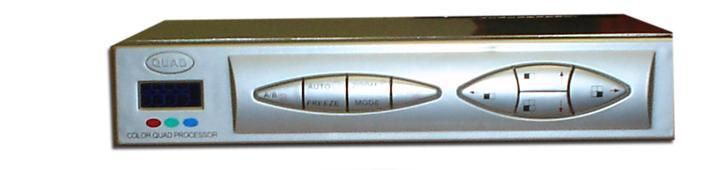 QUAD
A/B
AUTO
ZOOM
FREEZE
MODE
COLOR QUAD PROCESSOR